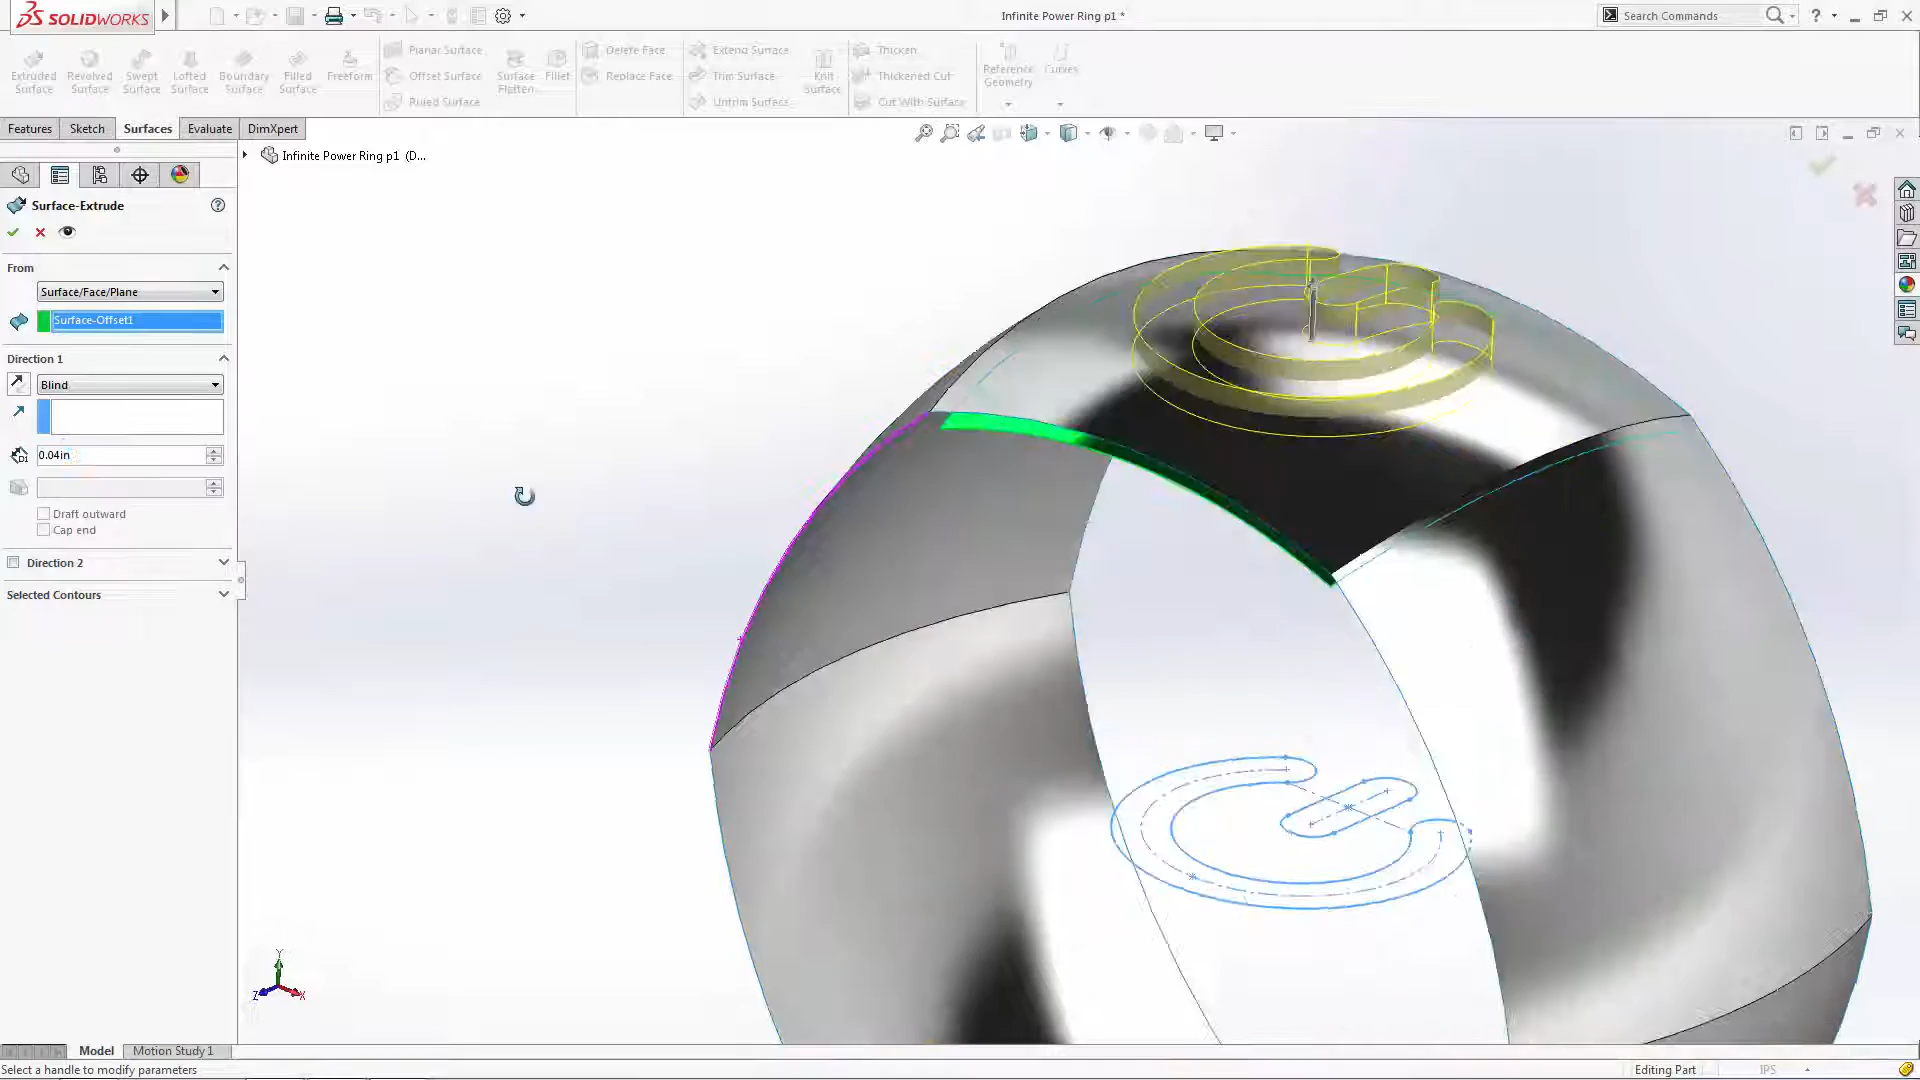 SOLIDWORKS
Infinite Power Ring p1 *
Search Commands
?
Extruded Surface
Revolved Surface
Swept Surface
Lofted Surface
Boundary Surface
Filled Surface
Freeform
Planar Surface
Offset Surface
Ruled Surface
Surface Flatten...
Fillet
Delete Face
Replace Face
Extend Surface
Trim Surface
Untrim Surface
Knit Surface
Thicken
Thickened Cut
Cut With Surface
Reference Geometry
Curves
Features
Sketch
Surfaces
Evaluate
DimXpert
Infinite Power Ring p1 (D...
Surface-Extrude
?
From
Surface/Face/Plane
Surface-Offset1
Direction 1
Blind
D1
0.04in
Draft outward
Cap end
Direction 2
Selected Contours
Y
Z
X
Model
Motion Study 1
Select a handle to modify parameters
Editing Part
IPS